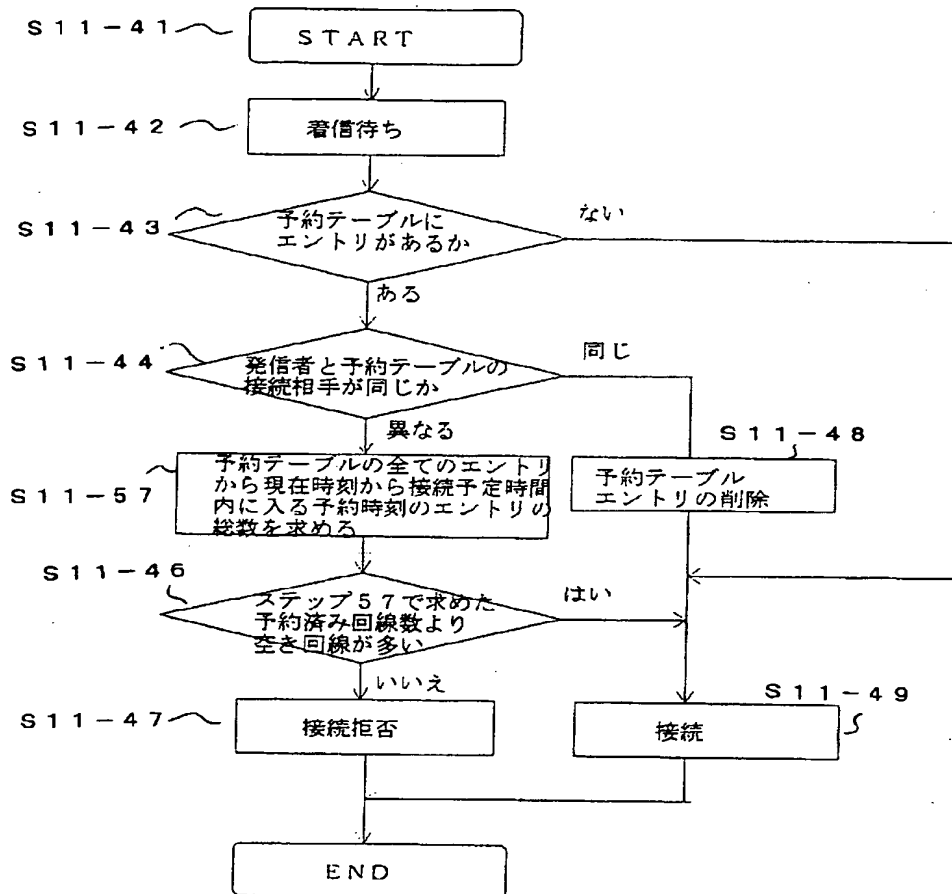 S11-41
START
S11-42
着信待ち
S11-43
予約テーブルに
エントリがあるか
ない
ある
S11-44
発信者と予約テーブルの
接続相手が同じか
同じ
異なる
S11-48
予約テーブル
エントリの削除
S11-57
予約テーブルの全てのエントリ
から現在時刻から接続予定時間
内に入る予約時刻のエントリの
総数を求める
S11-46
ステップ57で求めた
予約済み回線数より
空き回線が多い
はい
いいえ
S11-47
接続拒否
S11-49
接続
END